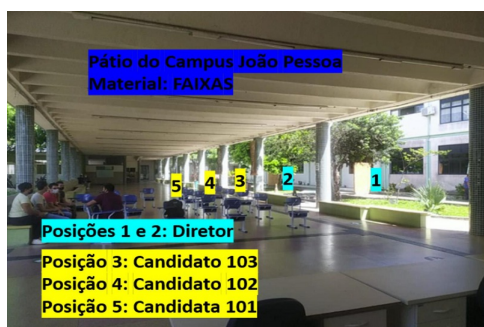 Pátio do Campus João Pessoa
Material: FAIXAS
5 4 3 2 1
Posições 1 e 2: Diretor
Posição 3: Candidato 103
Posição 4: Candidato 102
Posição 5: Candidata 101